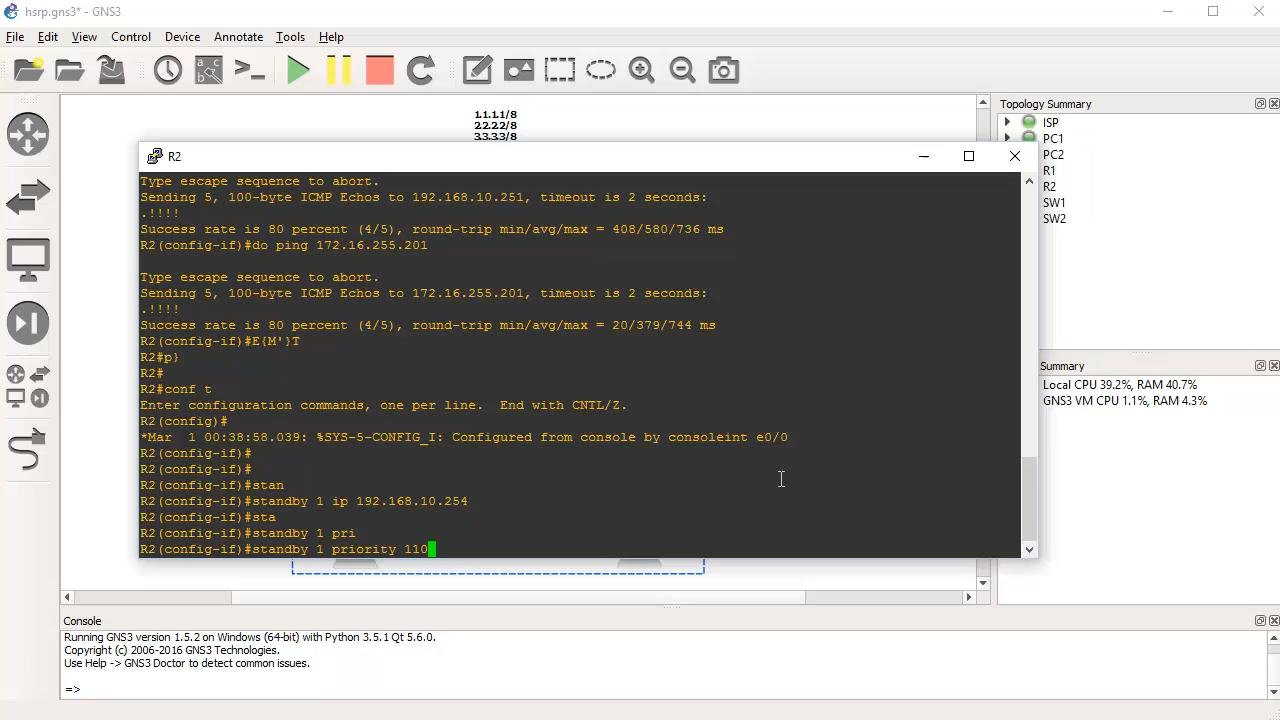 hsrp.gns3* - GNS3
File Edit View Control Device Annotate Tools Help
1.1.1.1/8
2.2.2.2/8
3.3.3.3/8
R2
Type escape sequence to abort.
Sending 5, 100-byte ICMP Echos to 192.168.10.251, timeout is 2 seconds:
.!!!!
Success rate is 80 percent (4/5), round-trip min/avg/max = 408/580/736 ms
R2(config-if)#do ping 172.16.255.201
Type escape sequence to abort.
Sending 5, 100-byte ICMP Echos to 172.16.255.201, timeout is 2 seconds:
.!!!!
Success rate is 80 percent (4/5), round-trip min/avg/max = 20/379/744 ms
R2(config-if)#E{M'}T
R2#p}
R2#
R2#conf t
Enter configuration commands, one per line.  End with CNTL/Z.
R2(config)#
*Mar  1 00:38:58.039: %SYS-5-CONFIG_I: Configured from console by consoleint e0/0
R2(config-if)#
R2(config-if)#
R2(config-if)#stan
R2(config-if)#standby 1 ip 192.168.10.254
R2(config-if)#sta
R2(config-if)#standby 1 pri
R2(config-if)#standby 1 priority 110
Topology Summary
ISP
PC1
PC2
R1
R2
SW1
SW2
Summary
Local CPU 39.2%, RAM 40.7%
GNS3 VM CPU 1.1%, RAM 4.3%
Console
Running GNS3 version 1.5.2 on Windows (64-bit) with Python 3.5.1 Qt 5.6.0.
Copyright (c) 2006-2016 GNS3 Technologies.
Use Help -> GNS3 Doctor to detect common issues.
=>